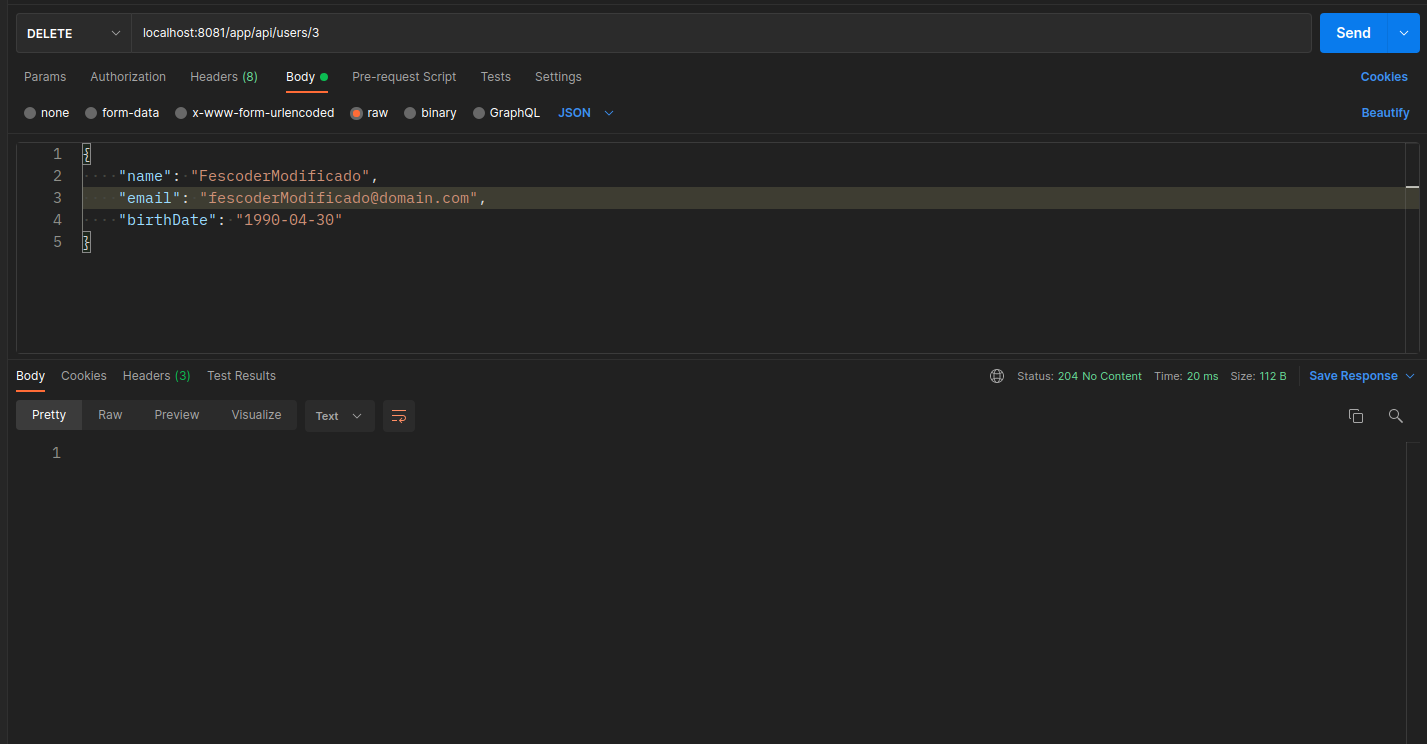 DELETE localhost:8081/app/api/users/3 Send
Params Authorization Headers (8) Body Pre-request Script Tests Settings Cookies
none form-data x-www-form-urlencoded raw binary GraphQL JSON Beautify
1 {
2 "name": "FescoderModificado",
3 "email": "fescoderModificado@domain.com",
4 "birthDate": "1990-04-30"
5 }
Body Cookies Headers (3) Test Results Status: 204 No Content Time: 20 ms Size: 112 B Save Response
Pretty Raw Preview Visualize Text
1